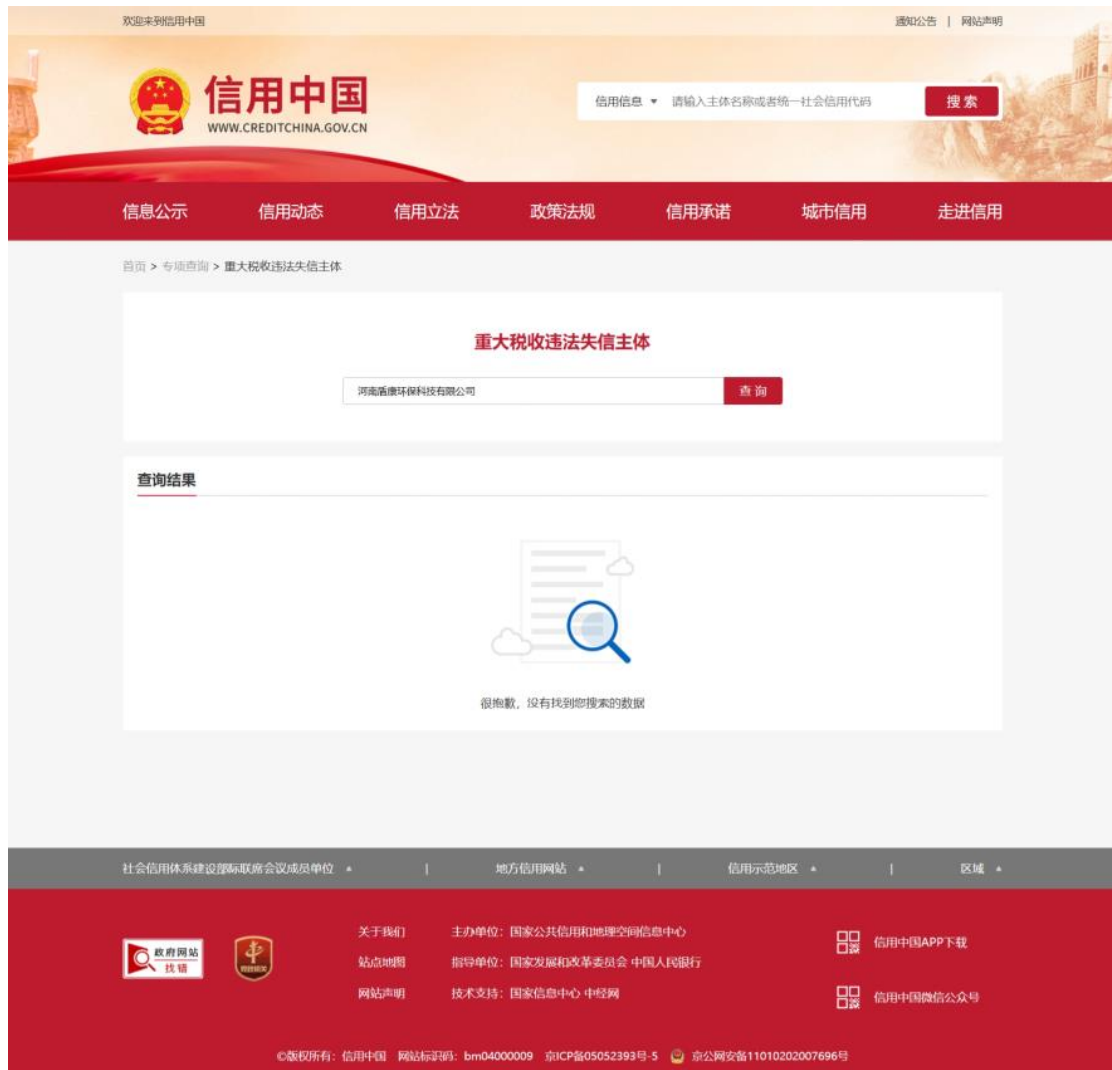 欢迎来到信用中国
通知公告 | 网站声明
信用中国
WWW.CREDITCHINA.GOV.CN
信用信息 请输入主体名称或者统一社会信用代码 搜索
信息公示 信用动态 信用立法 政策法规 信用承诺 城市信用 走进信用
首页 > 专项查询 > 重大税收违法失信主体
重大税收违法失信主体
河南盾康环保科技有限公司 查询
查询结果
很抱歉，没有找到您搜索的数据
社会信用体系建设部际联席会议成员单位 | 地方信用网站 | 信用示范地区 | 区域
政府网站
找错
党政机关
关于我们
站点地图
网站声明
主办单位：国家公共信用和地理空间信息中心
指导单位：国家发展和改革委员会 中国人民银行
技术支持：国家信息中心 中经网
信用中国APP下载
信用中国微信公众号
©版权所有：信用中国 网站标识码：bm04000009 京ICP备05052393号-5 京公网安备11010202007696号